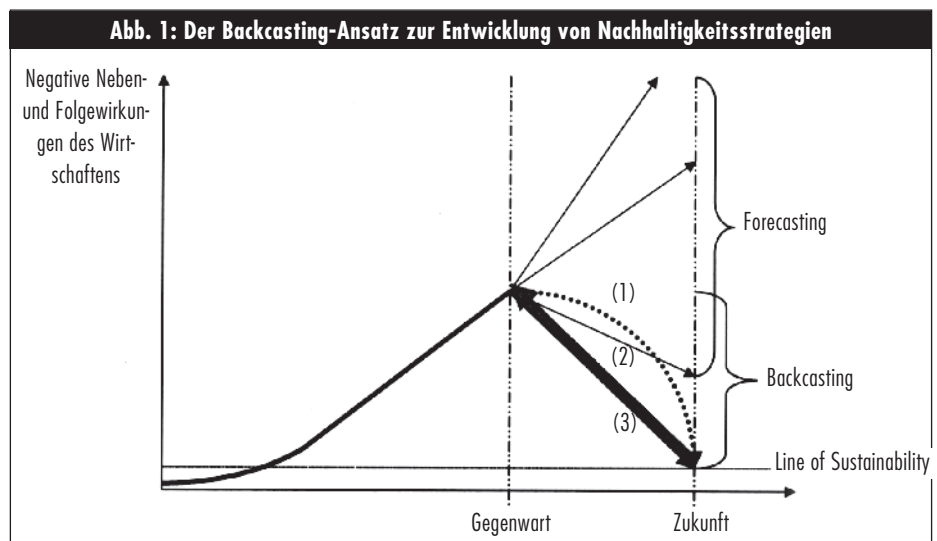 Abb. 1: Der Backcasting-Ansatz zur Entwicklung von Nachhaltigkeitsstrategien
Negative Neben-
und Folgewirkun-
gen des Wirt-
schaftens
Forecasting
(1)
(2)
Backcasting
(3)
Line of Sustainability
Gegenwart
Zukunft